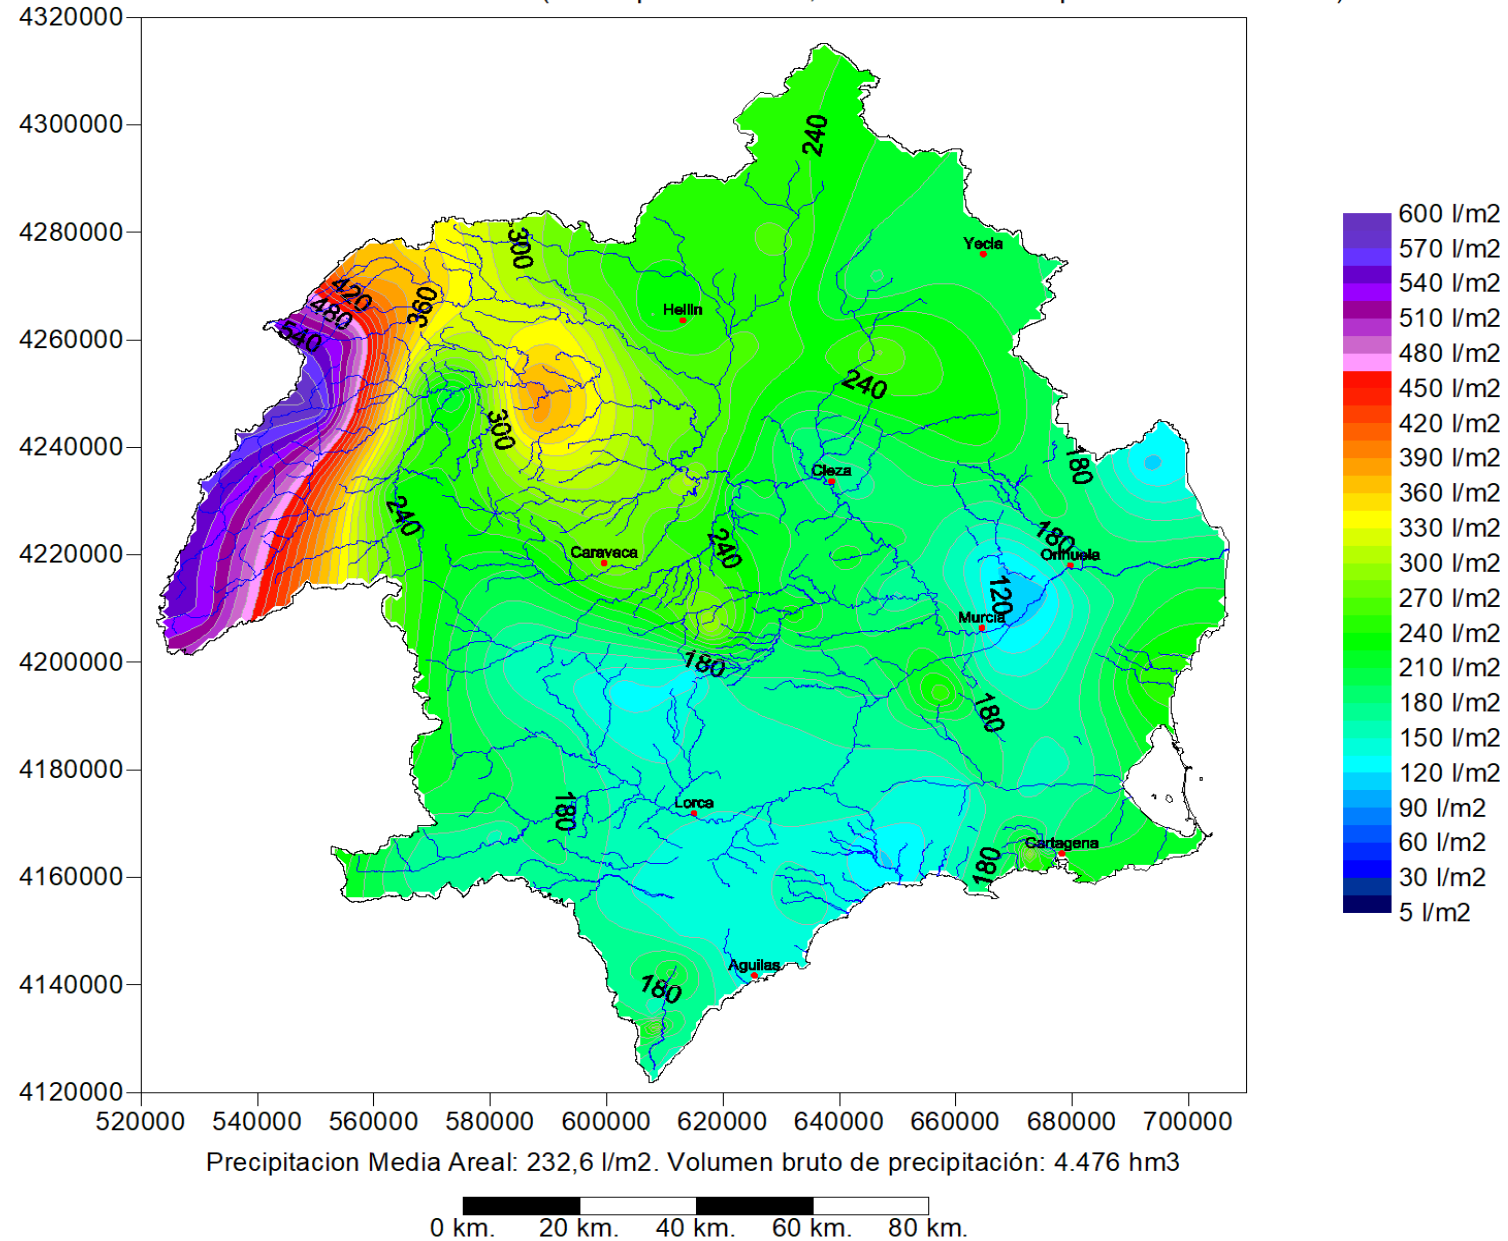 4320000
4300000
4280000
4260000
4240000
4220000
4200000
4180000
4160000
4140000
4120000
520000 540000 560000 580000 600000 620000 640000 660000 680000 700000
240
300
420
480
540
360
300
240
240
240
180
180
120
180
180
180
180
180
Yecla
Hellin
Cieza
Caravaca
Orihuela
Murcia
Lorca
Cartagena
Aguilas
600 l/m2
570 l/m2
540 l/m2
510 l/m2
480 l/m2
450 l/m2
420 l/m2
390 l/m2
360 l/m2
330 l/m2
300 l/m2
270 l/m2
240 l/m2
210 l/m2
180 l/m2
150 l/m2
120 l/m2
90 l/m2
60 l/m2
30 l/m2
5 l/m2
Precipitacion Media Areal: 232,6 l/m2. Volumen bruto de precipitación: 4.476 hm3
0 km. 20 km. 40 km. 60 km. 80 km.